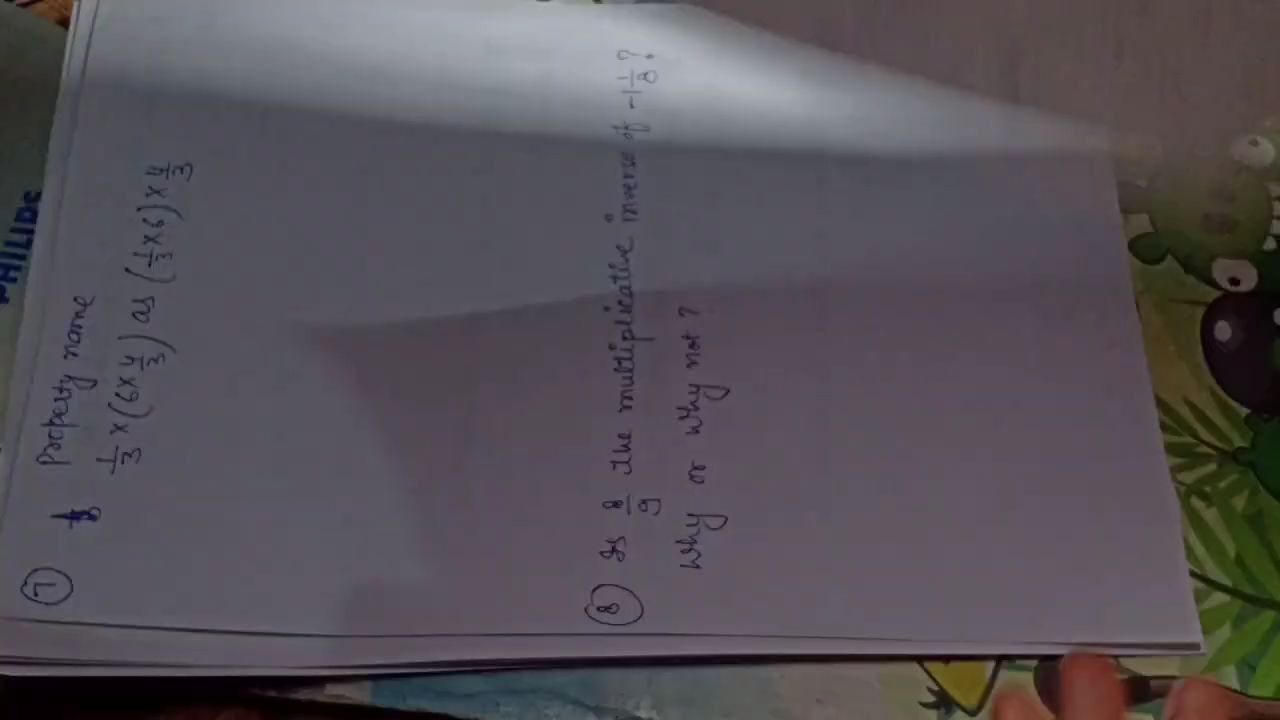 PHILIPS
⑦ Property name
1/3 × (6 × 4/3) as (1/3 × 6) × 4/3
⑧ Is 8/9 the multiplicative inverse of -1 1/8 ?
Why or Why not ?